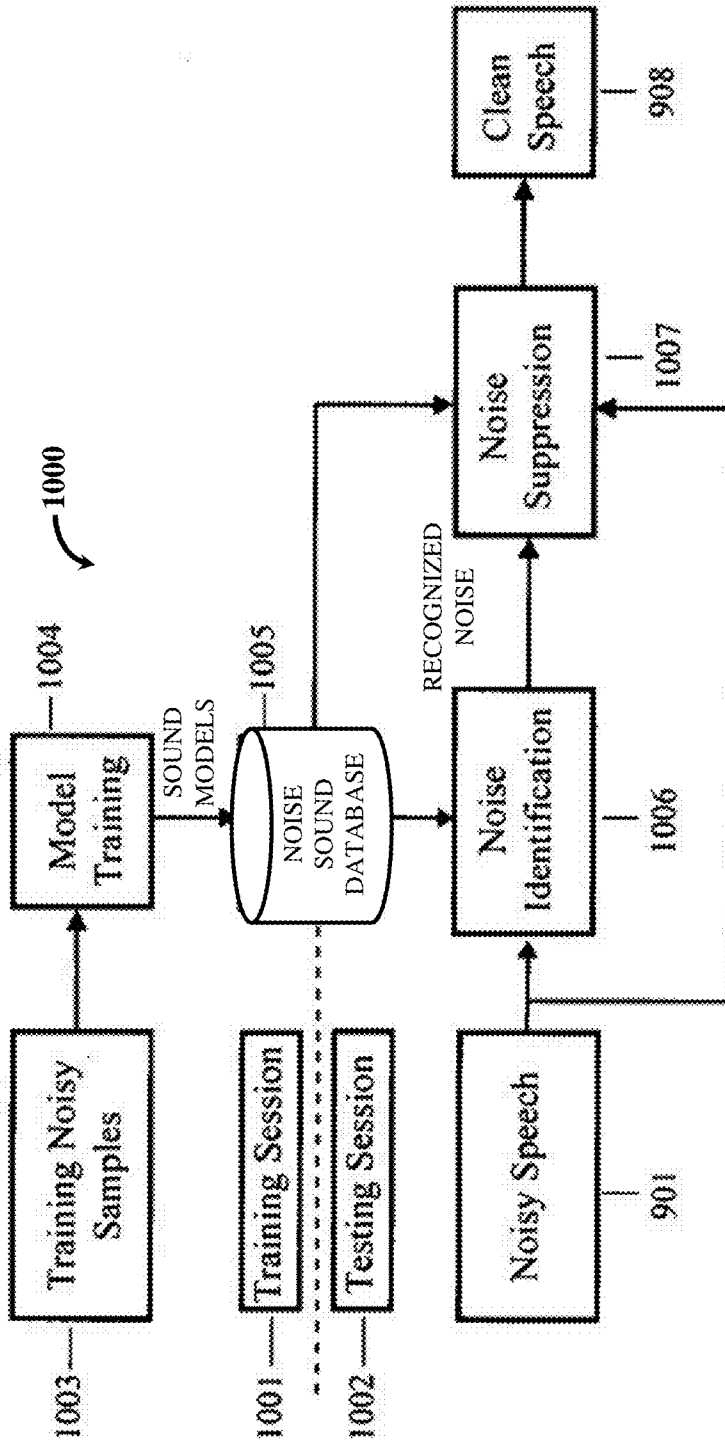 1000
1003
Training Noisy
Samples
Model
Training
1004
SOUND
MODELS
1001
Training Session
1002
Testing Session
NOISE
SOUND
DATABASE
1005
Noisy Speech
901
Noise
Identification
1006
RECOGNIZED
NOISE
Noise
Suppression
1007
Clean
Speech
908